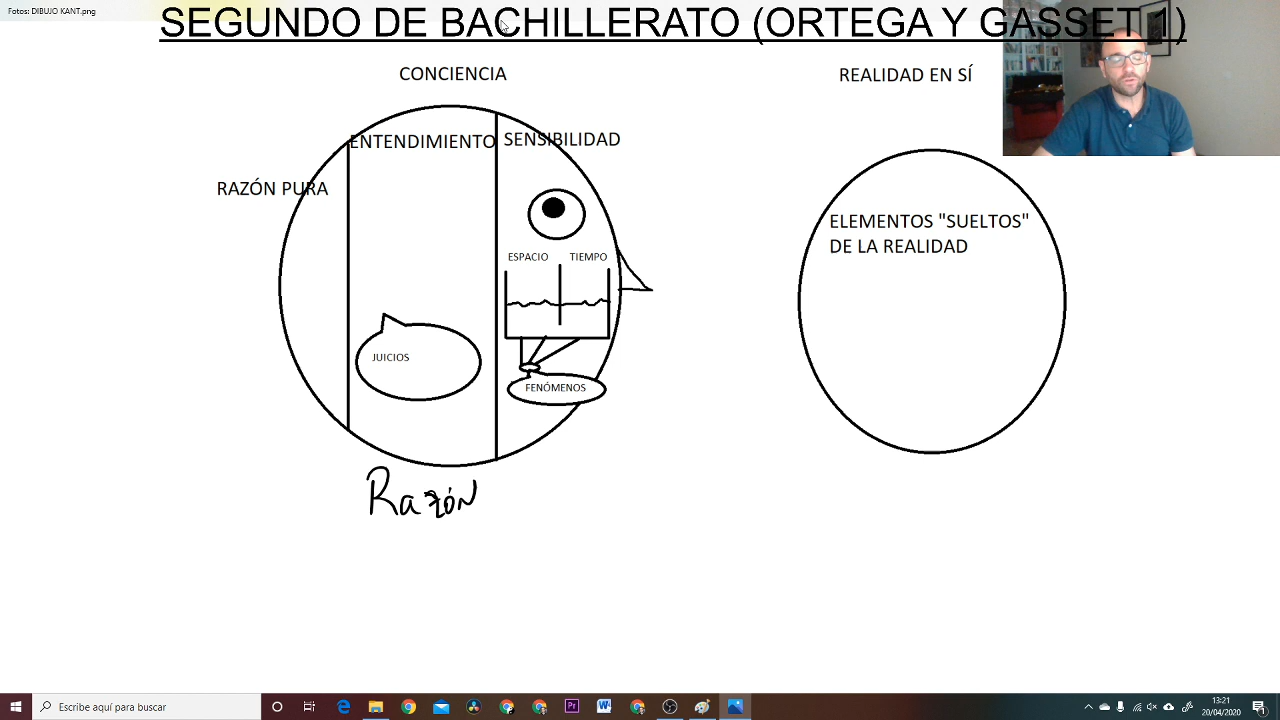 Fotos: DIBUJO KANT.png
SEGUNDO DE BACHILLERATO (ORTEGA Y GASSET 1)
CONCIENCIA
REALIDAD EN SÍ
ENTENDIMIENTO
SENSIBILIDAD
RAZÓN PURA
ELEMENTOS "SUELTOS"
DE LA REALIDAD
ESPACIO
TIEMPO
JUICIOS
FENÓMENOS
Razón
Escribe aquí para buscar
13:21
20/04/2020